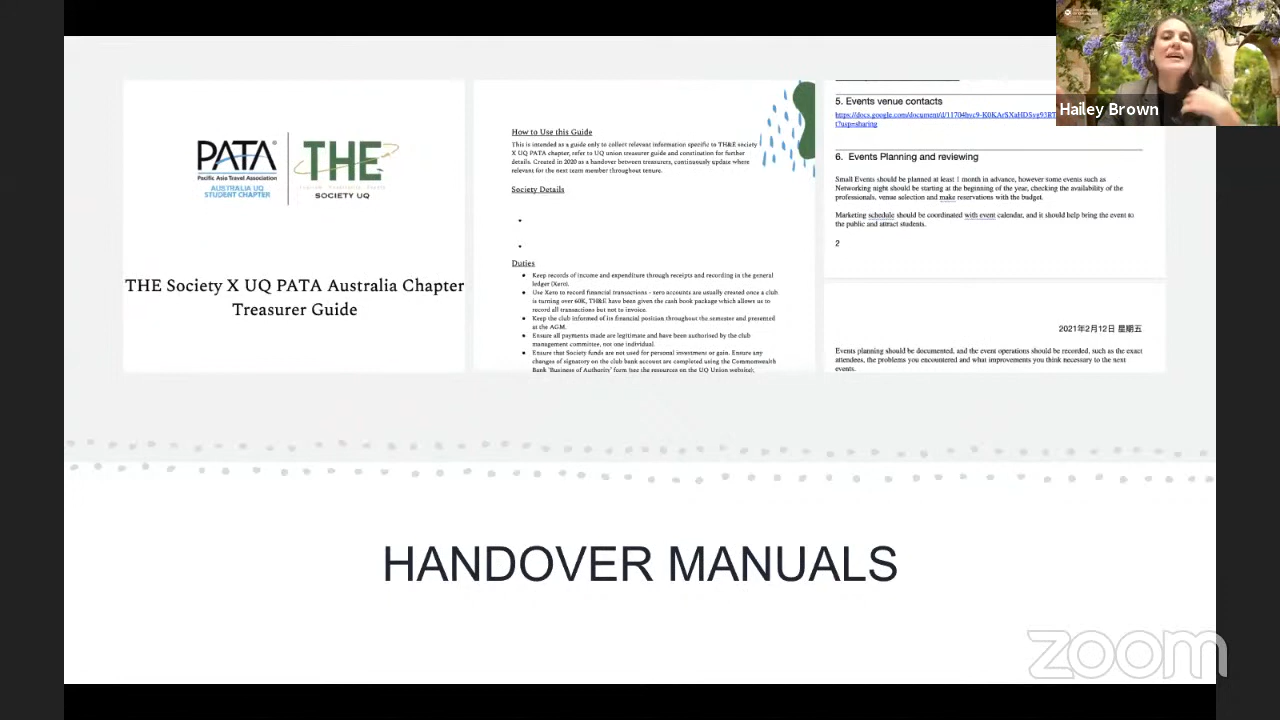 Hailey Brown
PATA
Pacific Asia Travel Association
AUSTRALIA UQ
STUDENT CHAPTER
THE
SOCIETY UQ
THE Society X UQ PATA Australia Chapter
Treasurer Guide
How to Use this Guide
This is intended as a guide only to collect relevant information specific to TH&E society
X UQ PATA chapter, refer to UQ union treasurer guide and constitution for further
details. Created in 2020 as a handover between treasurers, continuously update where
relevant for the next team member throughout tenure.
Society Details
Duties
Keep records of income and expenditure through receipts and recording in the general
ledger (Xero).
Use Xero to record financial transactions - xero accounts are usually created once a club
is turning over 60K, TH&E have been given the cash book package which allows us to
record all transactions but not to invoice.
Keep the club informed of its financial position throughout the semester and presented
at the AGM.
Ensure all payments made are legitimate and have been authorised by the club
management committee, not one individual.
Ensure that Society funds are not used for personal investment or gain. Ensure any
changes of signatory on the club bank account are completed using the Commonwealth
Bank 'Business of Authority' form (see the resources on the UQ Union website);
5. Events venue contacts
?usp=sharing
6. Events Planning and reviewing
Small Events should be planned at least 1 month in advance, however some events such as
Networking night should be starting at the beginning of the year, checking the availability of the
professionals, venue selection and make reservations with the budget.
Marketing schedule should be coordinated with event calendar, and it should help bring the event to
the public and attract students.
2
2021年2月12日 星期五
Events planning should be documented, and the event operations should be recorded, such as the exact
attendees, the problems you encountered and what improvements you think necessary to the next
events.
HANDOVER MANUALS
zoom